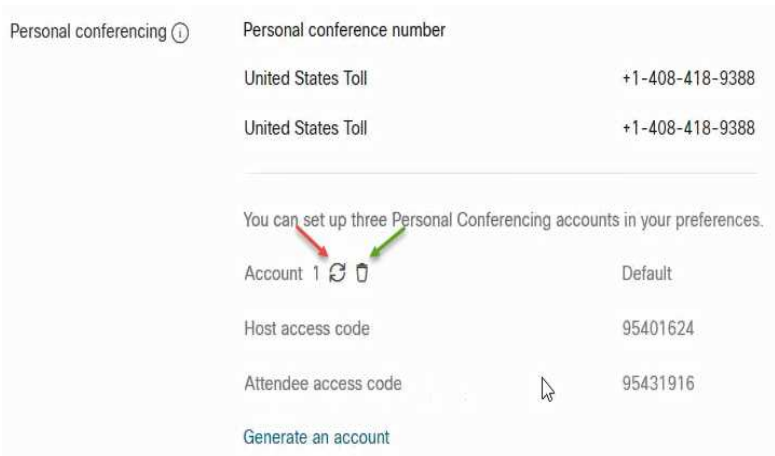 Personal conferencing
Personal conference number
United States Toll +1-408-418-9388
United States Toll +1-408-418-9388
You can set up three Personal Conferencing accounts in your preferences.
Account 1 Default
Host access code 95401624
Attendee access code 95431916
Generate an account